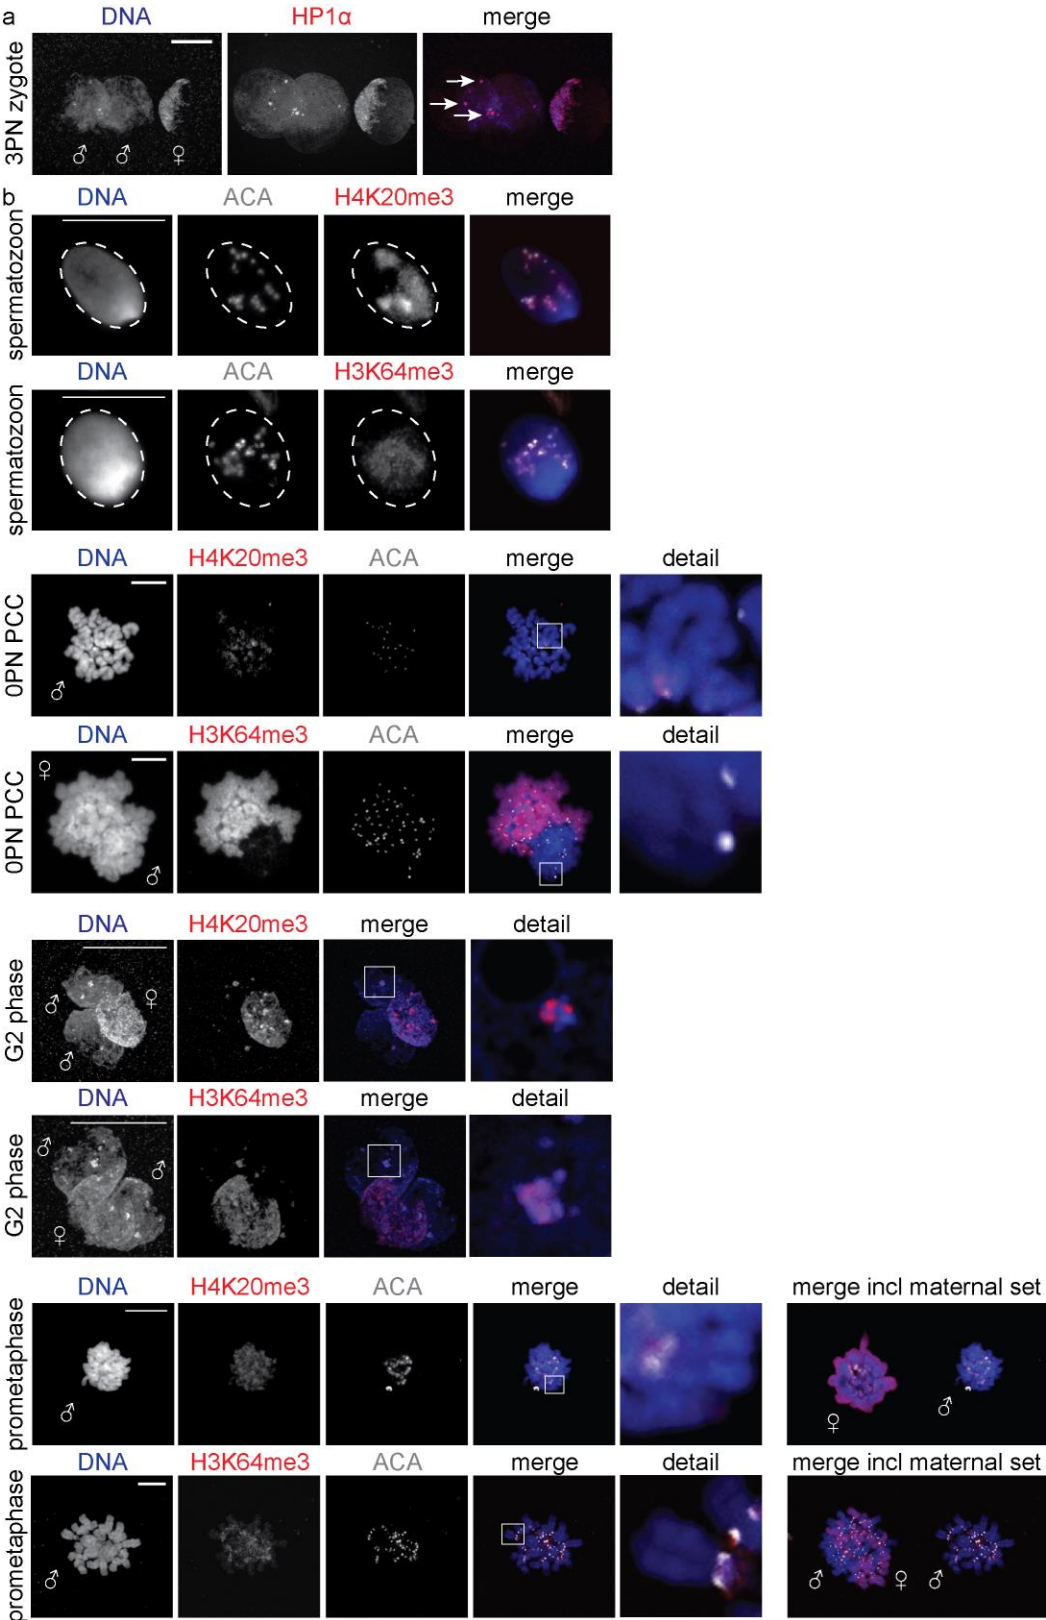 a
DNA HP1α merge
3PN zygote
♂ ♂ ♀
b
DNA ACA H4K20me3 merge
spermatozoon
DNA ACA H3K64me3 merge
spermatozoon
DNA H4K20me3 ACA merge detail
0PN PCC
♂
DNA H3K64me3 ACA merge detail
0PN PCC
♀
♂
DNA H4K20me3 merge detail
G2 phase
♂ ♀
♂
DNA H3K64me3 merge detail
G2 phase
♂ ♂
♀
DNA H4K20me3 ACA merge detail merge incl maternal set
prometaphase
♂ ♀ ♂
DNA H3K64me3 ACA merge detail merge incl maternal set
prometaphase
♂ ♂ ♀ ♂